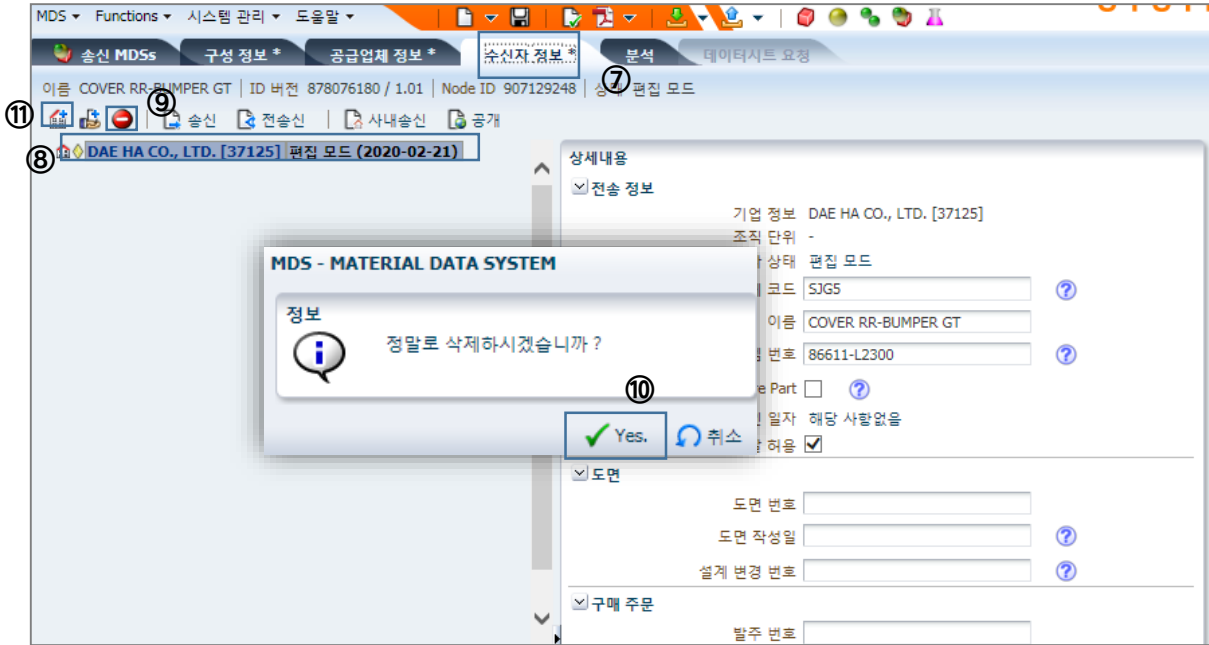 MDS Functions 시스템 관리 도움말
송신 MDSs 구성 정보 * 공급업체 정보 * 수신자 정보 * 분석 데이터시트 요청
⑦
이름 COVER RR-BUMPER GT | ID 버전 878076180 / 1.01 | Node ID 907129248 | 상태 편집 모드
⑪ ⑨
송신 전송신 | 사내송신 공개
⑧ DAE HA CO., LTD. [37125] 편집 모드 (2020-02-21)
상세내용
전송 정보
기업 정보 DAE HA CO., LTD. [37125]
조직 단위 -
상태 편집 모드
코드 SJG5
이름 COVER RR-BUMPER GT
번호 86611-L2300
Part
일자 해당 사항없음
허용
MDS - MATERIAL DATA SYSTEM
정보
정말로 삭제하시겠습니까 ?
⑩
Yes. 취소
도면
도면 번호
도면 작성일
설계 변경 번호
구매 주문
발주 번호